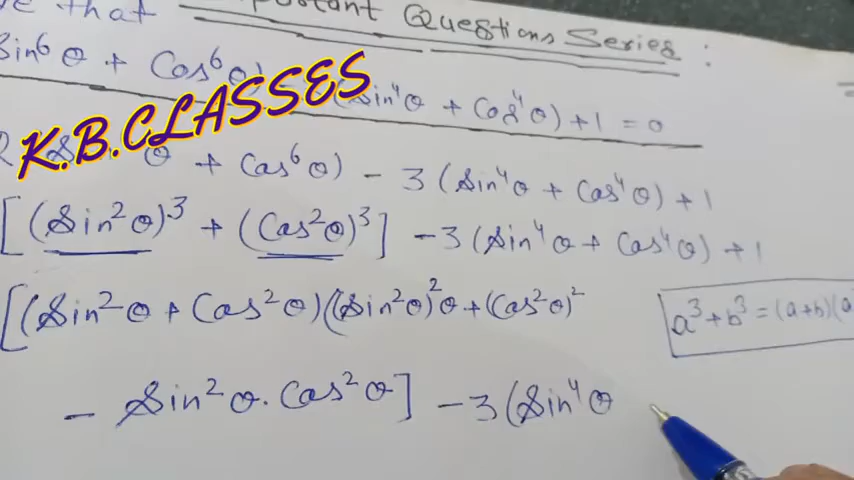 that
Important Questions Series :
Sin⁶θ + Cos⁶θ) (Sin⁴θ + Cos⁴θ) + 1 = 0
K.B.CLASSES
θ + Cos⁶θ) - 3 (Sin⁴θ + Cos⁴θ) + 1
[(Sin²θ)³ + (Cos²θ)³] - 3 (Sin⁴θ + Cos⁴θ) + 1
[(Sin²θ + Cos²θ)((Sin²θ)²θ + (Cos²θ)²
a³ + b³ = (a+b)(a
- Sin²θ. Cos²θ] - 3 (Sin⁴θ